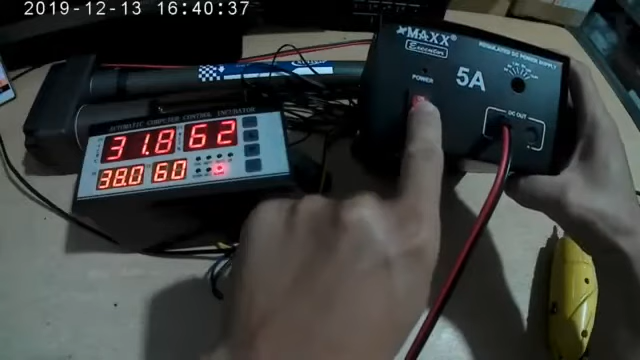 2019-12-13 16:40:37
MAXX®
Executive
REGULATED DC POWER SUPPLY
POWER
5A
DC OUT
AUTOMATIC COMPUTER CONTROL INCUBATOR
31.8 62
38.0 60